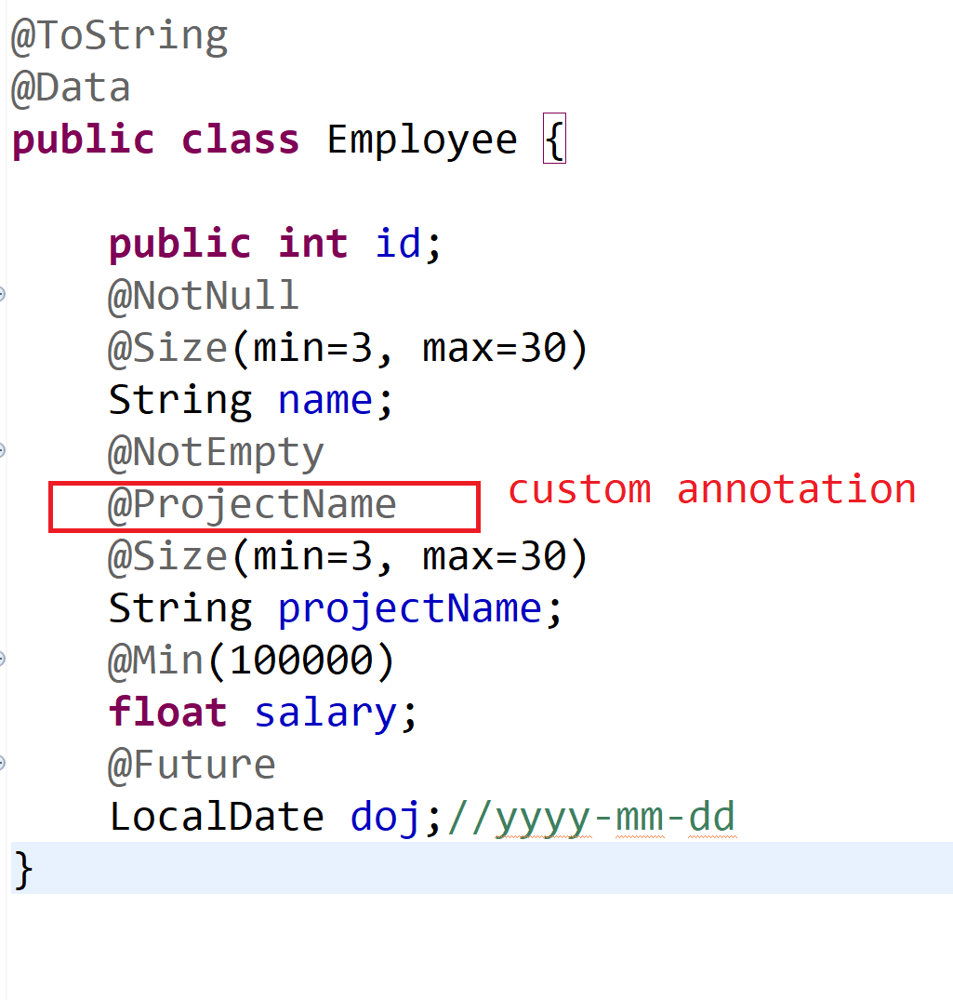 @ToString
@Data
public class Employee {
public int id;
@NotNull
@Size(min=3, max=30)
String name;
@NotEmpty
@ProjectName
custom annotation
@Size(min=3, max=30)
String projectName;
@Min(100000)
float salary;
@Future
LocalDate doj;//yyyy-mm-dd
}